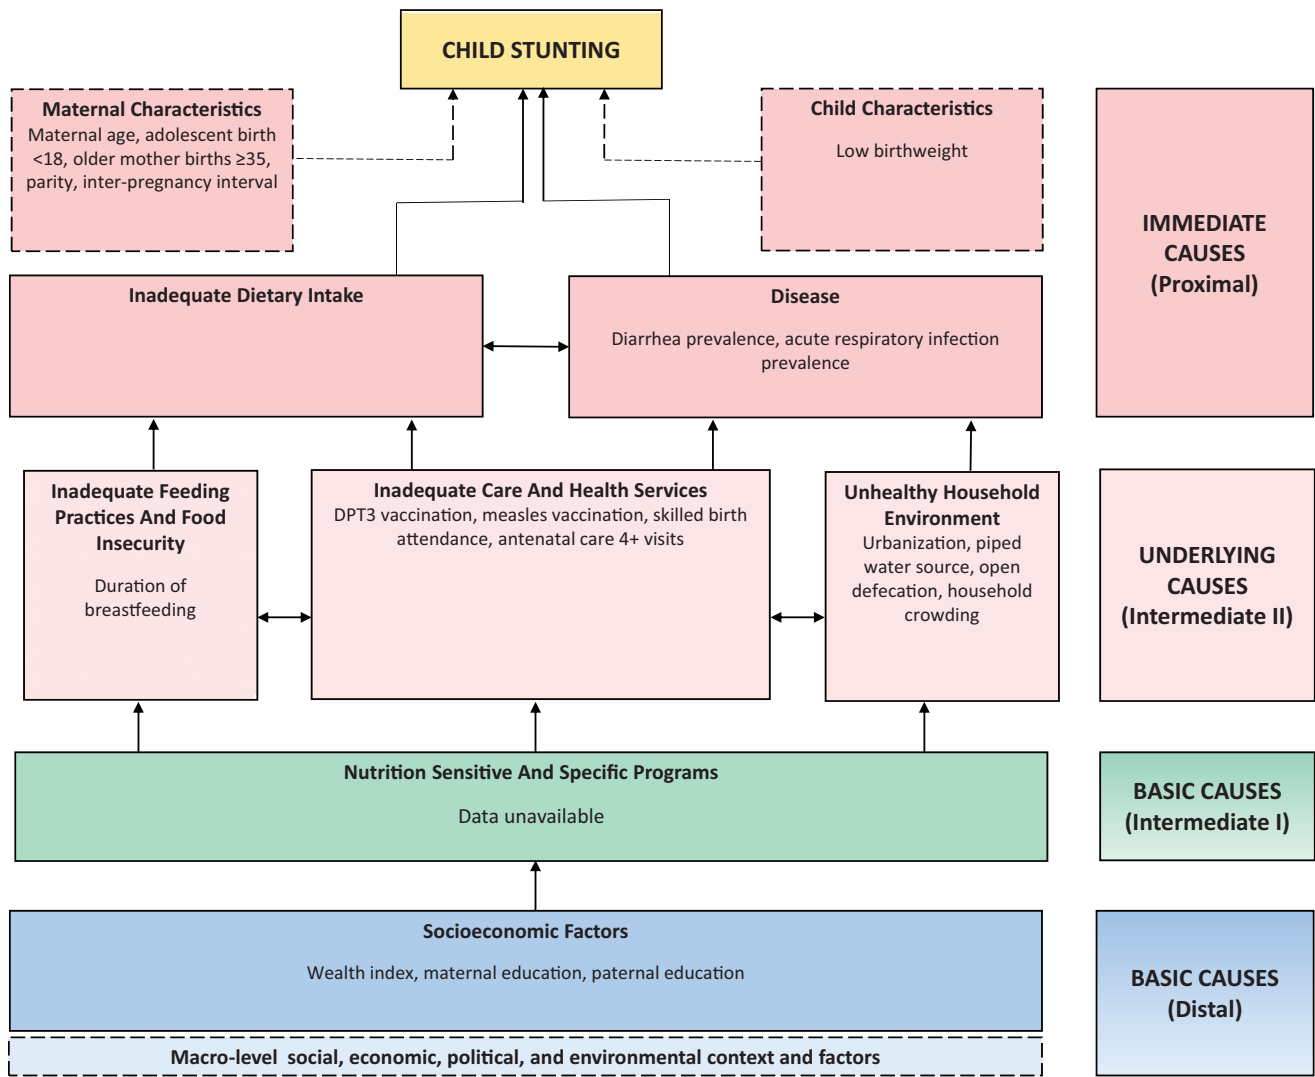 CHILD STUNTING
Maternal Characteristics
Maternal age, adolescent birth
<18, older mother births ≥35,
parity, inter-pregnancy interval
Child Characteristics
Low birthweight
IMMEDIATE
CAUSES
(Proximal)
Inadequate Dietary Intake
Disease
Diarrhea prevalence, acute respiratory infection
prevalence
Inadequate Feeding
Practices And Food
Insecurity
Duration of
breastfeeding
Inadequate Care And Health Services
DPT3 vaccination, measles vaccination, skilled birth
attendance, antenatal care 4+ visits
Unhealthy Household
Environment
Urbanization, piped
water source, open
defecation, household
crowding
UNDERLYING
CAUSES
(Intermediate II)
Nutrition Sensitive And Specific Programs
Data unavailable
BASIC CAUSES
(Intermediate I)
Socioeconomic Factors
Wealth index, maternal education, paternal education
BASIC CAUSES
(Distal)
Macro-level social, economic, political, and environmental context and factors